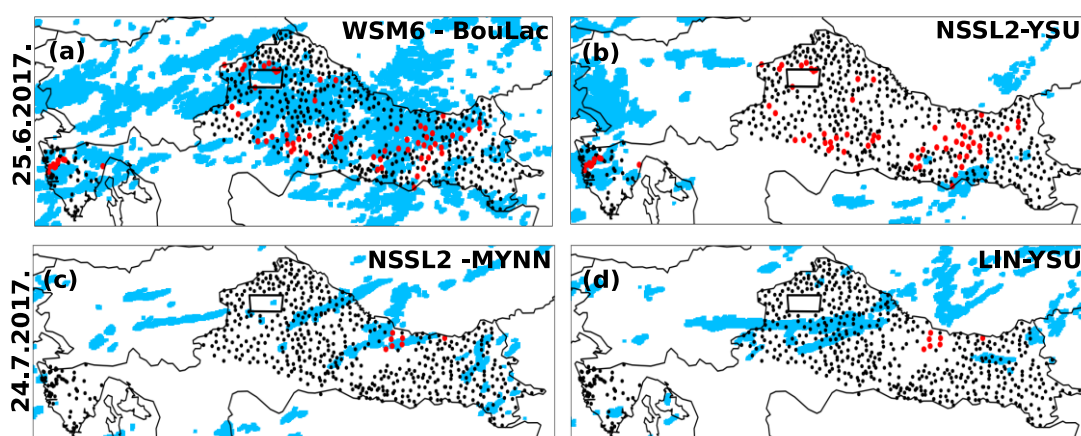 (a) WSM6 - BouLac
(b) NSSL2-YSU
25.6.2017.
(c) NSSL2 -MYNN
(d) LIN-YSU
24.7.2017.